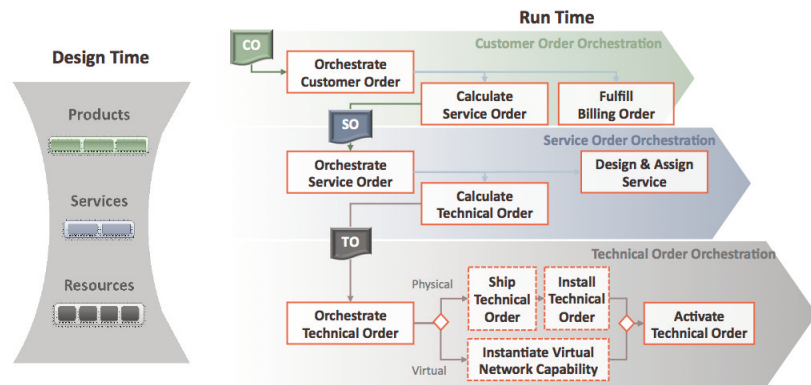 Design Time
Products
Services
Resources
Run Time
Customer Order Orchestration
CO
Orchestrate
Customer Order
Calculate
Service Order
Fulfill
Billing Order
SO
Service Order Orchestration
Orchestrate
Service Order
Design & Assign
Service
Calculate
Technical Order
TO
Technical Order Orchestration
Orchestrate
Technical Order
Physical
Ship
Technical
Order
Install
Technical
Order
Activate
Technical Order
Virtual
Instantiate Virtual
Network Capability